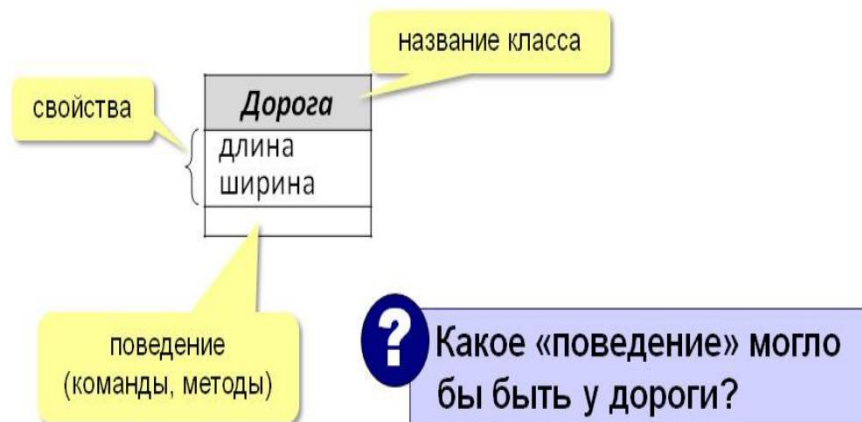 название класса
свойства
Дорога
длина
ширина
поведение
(команды, методы)
?
Какое «поведение» могло
бы быть у дороги?